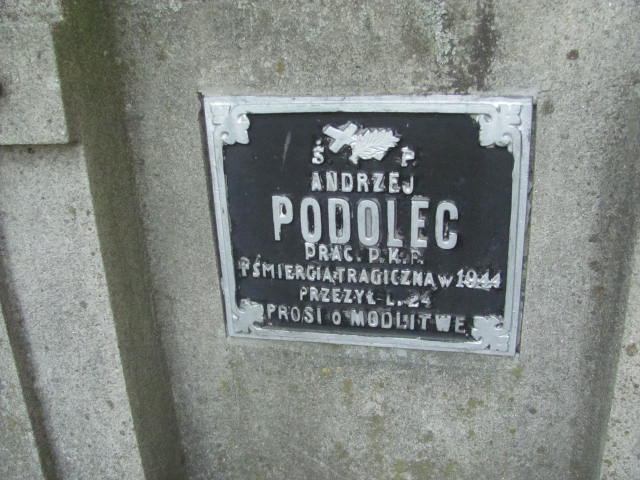 Ś. P.
ANDRZEJ
PODOLEC
PRAC. P.K.P.
† ŚMIERCIĄ TRAGICZNĄ W 1944
PRZEŻYŁ L. 24
PROSI O MODLITWĘ